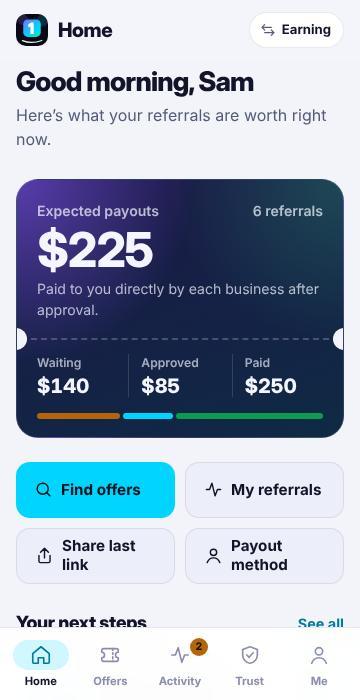 1 Home
Earning
Good morning, Sam
Here's what your referrals are worth right
now.
Expected payouts
6 referrals
$225
Paid to you directly by each business after
approval.
Waiting
Approved
Paid
$140
$85
$250
Find offers
My referrals
Share last
link
Payout
method
Your next steps
See all
2
Home
Offers
Activity
Trust
Me